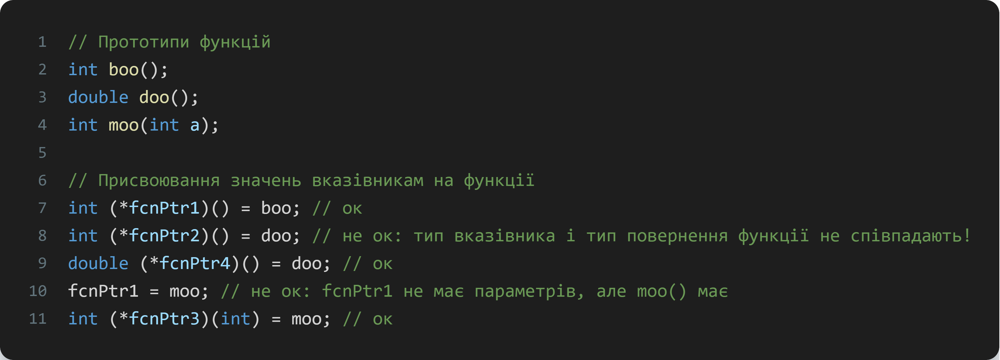 1 // Прототипи функцій
2 int boo();
3 double doo();
4 int moo(int a);
5
6 // Присвоювання значень вказівникам на функції
7 int (*fcnPtr1)() = boo; // ок
8 int (*fcnPtr2)() = doo; // не ок: тип вказівника і тип повернення функції не співпадають!
9 double (*fcnPtr4)() = doo; // ок
10 fcnPtr1 = moo; // не ок: fcnPtr1 не має параметрів, але moo() має
11 int (*fcnPtr3)(int) = moo; // ок